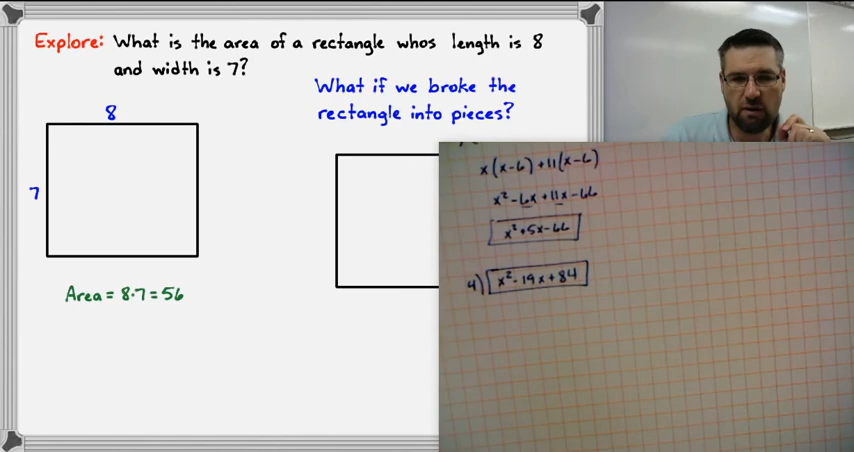 Explore: What is the area of a rectangle whos length is 8
and width is 7?
What if we broke the
rectangle into pieces?
8
7
Area = 8·7 = 56
x(x-6)+11(x-6)
x²-6x+11x-66
x²+5x-66
4) x²-19x+84